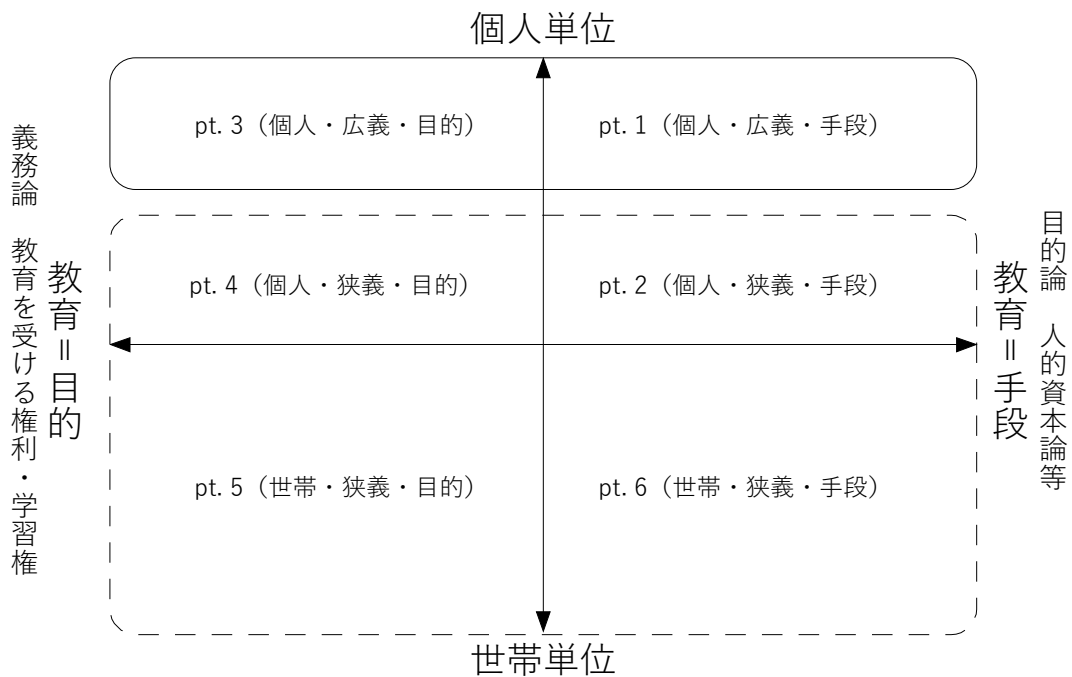 個人単位
pt. 3（個人・広義・目的）
pt. 1（個人・広義・手段）
義務論　教育を受ける権利・学習権
教育＝目的
pt. 4（個人・狭義・目的）
pt. 2（個人・狭義・手段）
教育＝手段
目的論　人的資本論等
pt. 5（世帯・狭義・目的）
pt. 6（世帯・狭義・手段）
世帯単位